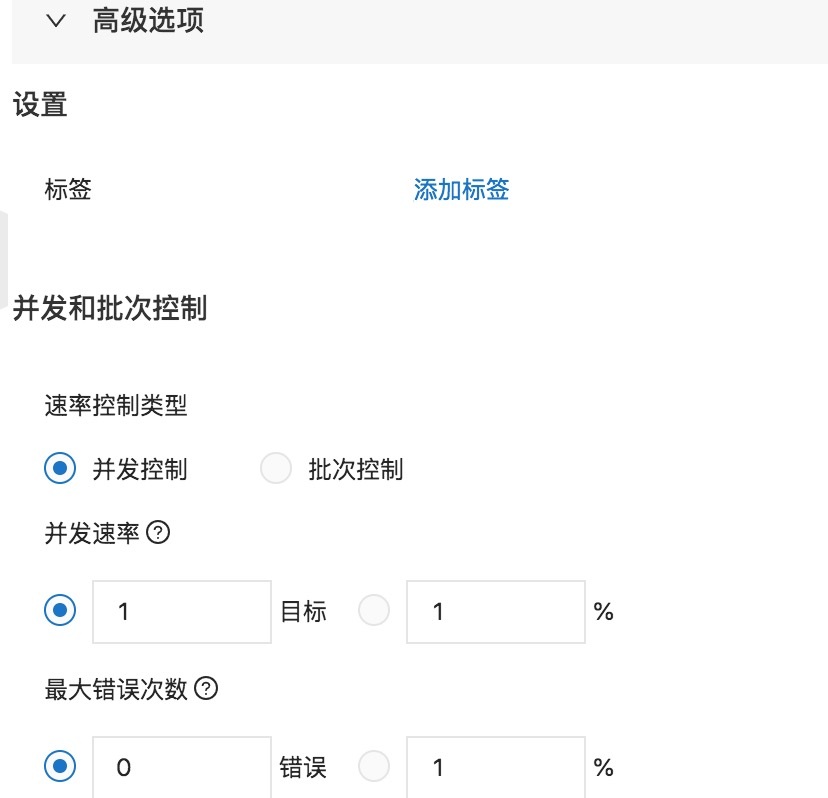 高级选项
设置
标签 添加标签
并发和批次控制
速率控制类型
并发控制 批次控制
并发速率?
1 目标 1 %
最大错误次数?
0 错误 1 %